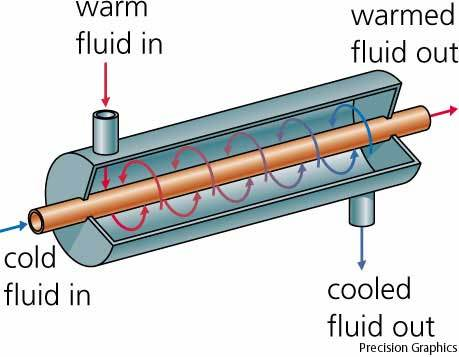 warm
fluid in
warmed
fluid out
cold
fluid in
cooled
fluid out
Precision Graphics